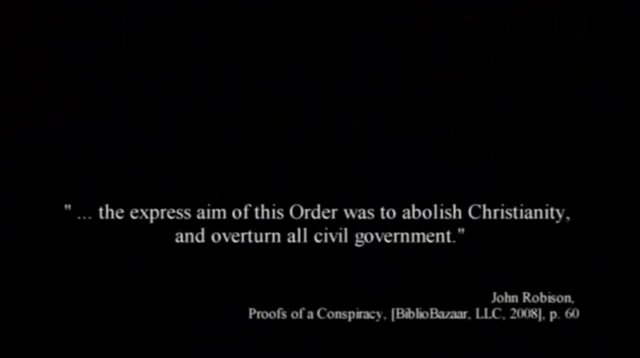 " ... the express aim of this Order was to abolish Christianity,
and overturn all civil government."
John Robison,
Proofs of a Conspiracy, [BiblioBazaar, LLC, 2008], p. 60